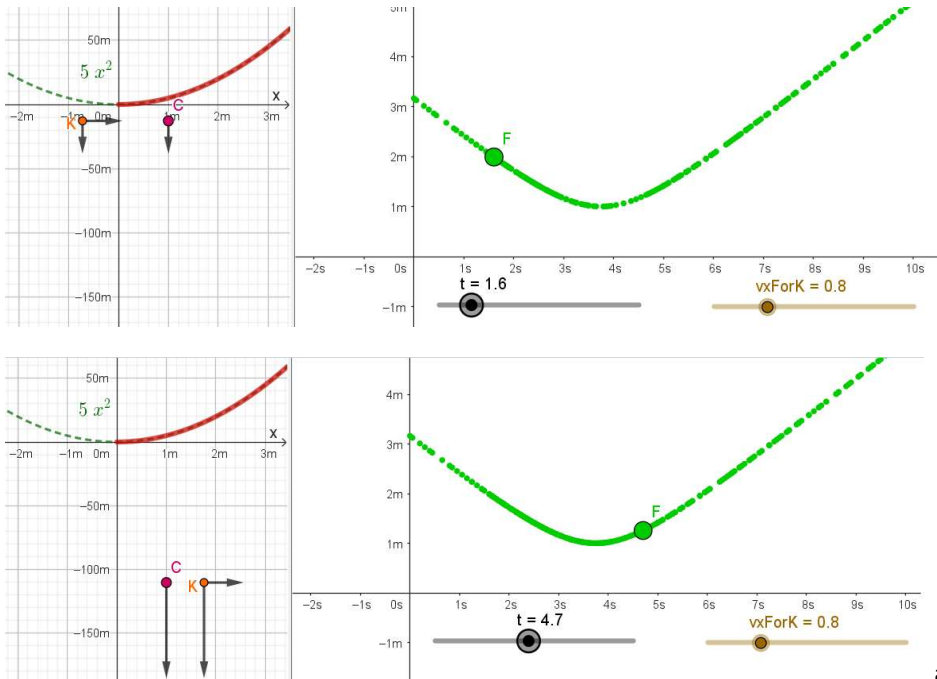 50m
5 x²
x
−2m −1m 0m 1m 2m 3m
K
C
−50m
−100m
−150m
5m
4m
3m
2m
1m
−1m
F
−2s −1s 0s 1s 2s 3s 4s 5s 6s 7s 8s 9s 10s
t = 1.6
vxForK = 0.8
50m
5 x²
x
−2m −1m 0m 1m 2m 3m
−50m
−100m
−150m
C
K
4m
3m
2m
1m
−1m
F
−2s −1s 0s 1s 2s 3s 4s 5s 6s 7s 8s 9s 10s
t = 4.7
vxForK = 0.8